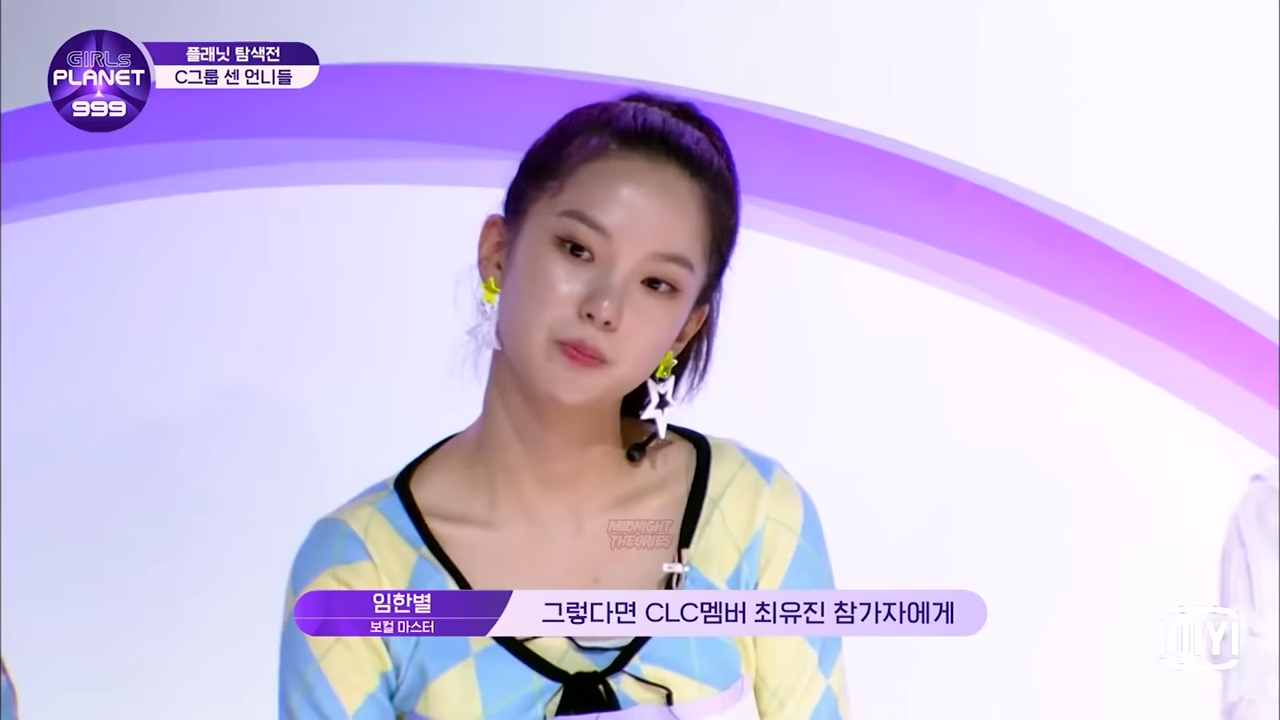 GIRLs
PLANET
999
플래닛 탐색전
C그룹 센 언니들
MIDNIGHT
THEORIES
임한별
보컬 마스터
그렇다면 CLC멤버 최유진 참가자에게
iQIYI